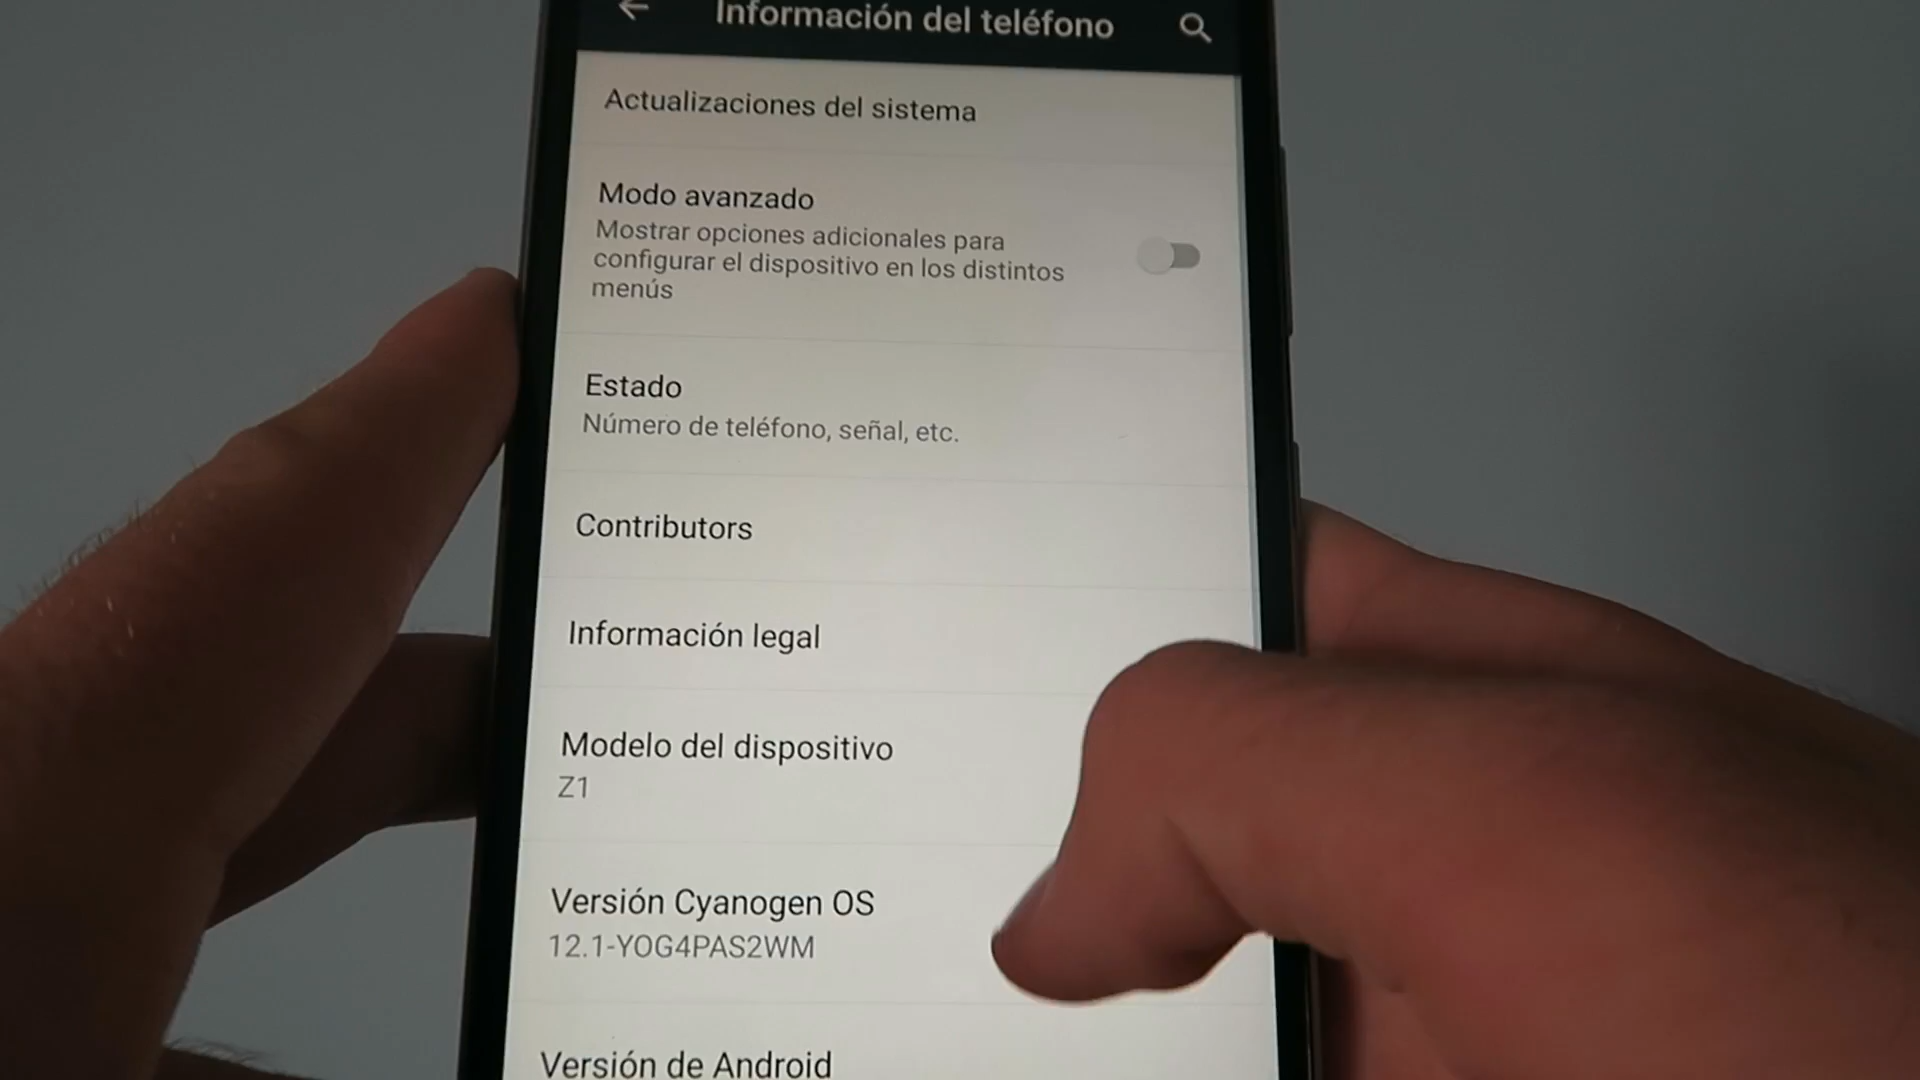 Información del teléfono
Actualizaciones del sistema
Modo avanzado
Mostrar opciones adicionales para
configurar el dispositivo en los distintos
menús
Estado
Número de teléfono, señal, etc.
Contributors
Información legal
Modelo del dispositivo
Z1
Versión Cyanogen OS
12.1-YOG4PAS2WM
Versión de Android